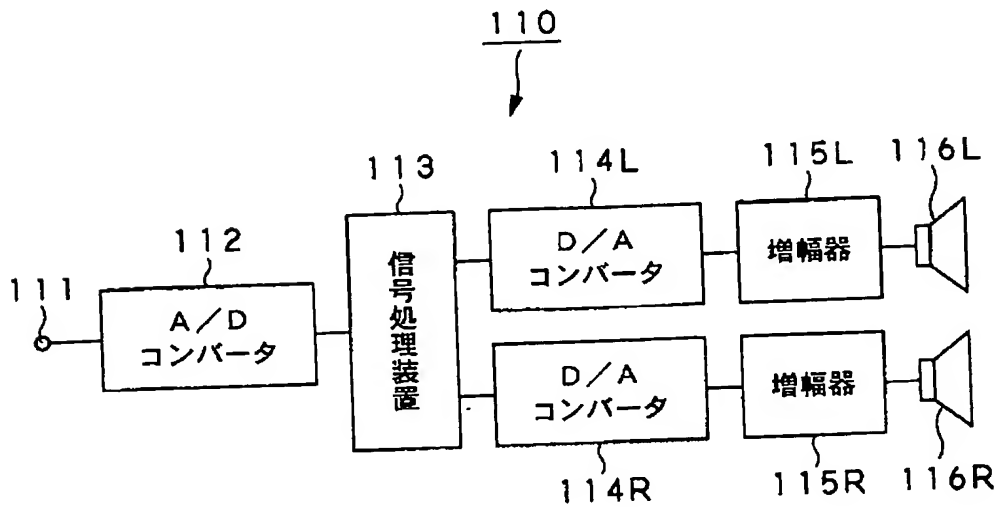 110
111
112
A/D
コンバータ
113
信号処理装置
114L
D/A
コンバータ
115L
増幅器
116L
D/A
コンバータ
114R
増幅器
115R
116R